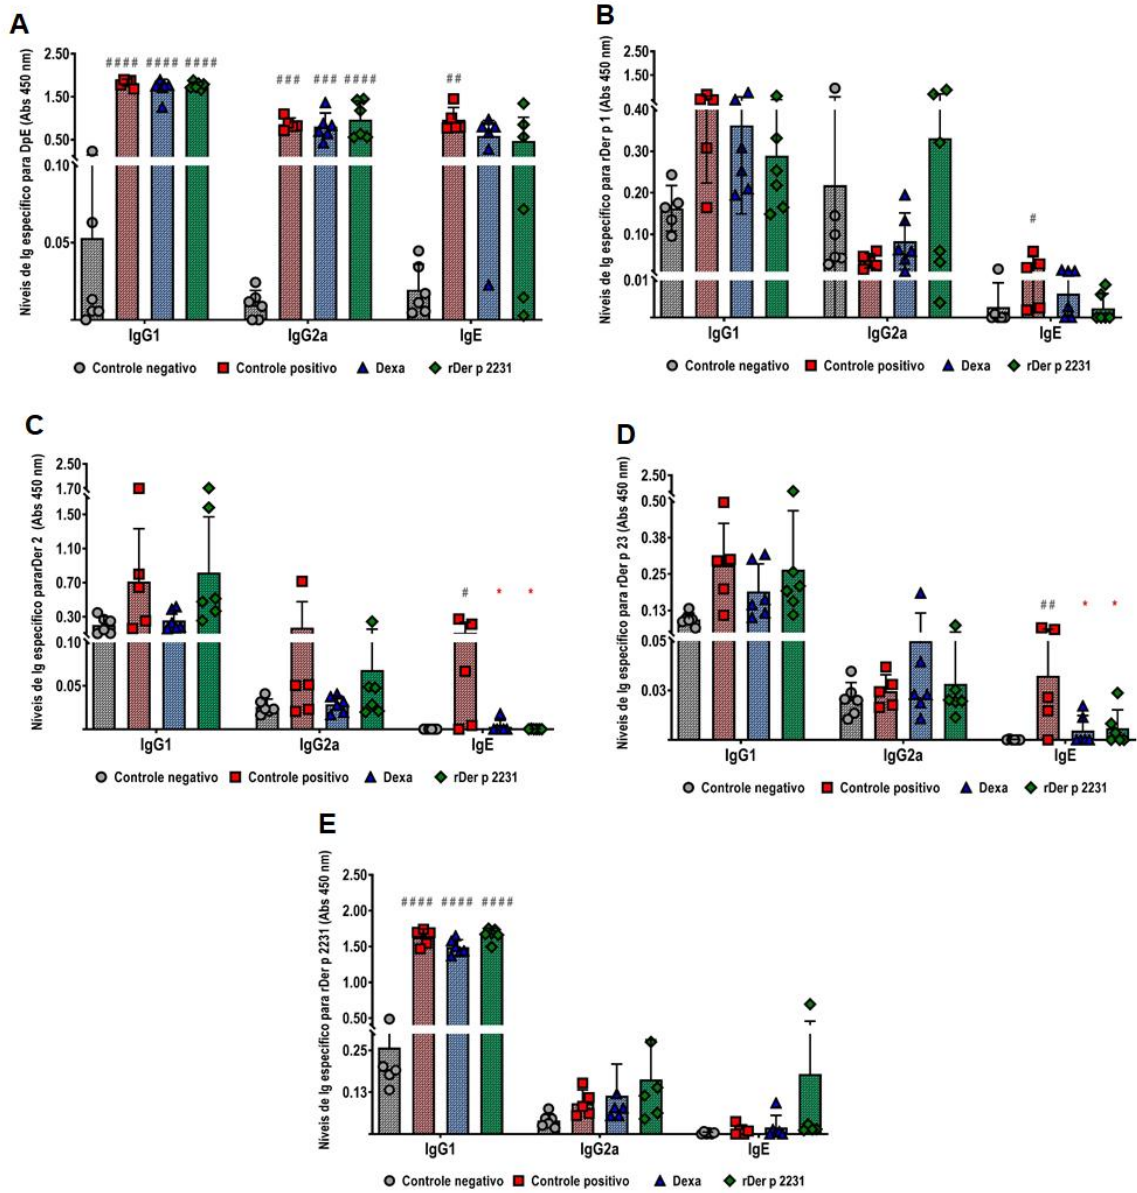 A
Níveis de Ig específico para DpE (Abs 450 nm)
2.50
1.50
0.50
0.10
0.05
#### #### ####
### ### ####
##
IgG1 IgG2a IgE
Controle negativo Controle positivo Dexa rDer p 2231
B
Níveis de Ig específico para rDer p 1 (Abs 450 nm)
2.50
1.50
0.40
0.30
0.20
0.10
0.01
#
IgG1 IgG2a IgE
Controle negativo Controle positivo Dexa rDer p 2231
C
Níveis de Ig específico pararDer 2 (Abs 450 nm)
2.50
1.70
1.50
1.10
0.70
0.30
0.10
0.05
# * *
IgG1 IgG2a IgE
Controle negativo Controle positivo Dexa rDer p 2231
D
Níveis de Ig específico para rDer p 23 (Abs 450 nm)
2.50
0.50
0.38
0.25
0.13
0.05
0.03
## * *
IgG1 IgG2a IgE
Controle negativo Controle positivo Dexa rDer p 2231
E
Níveis de Ig específico para rDer p 2231 (Abs 450 nm)
2.50
2.00
1.50
1.00
0.50
0.25
0.13
#### #### ####
IgG1 IgG2a IgE
Controle negativo Controle positivo Dexa rDer p 2231